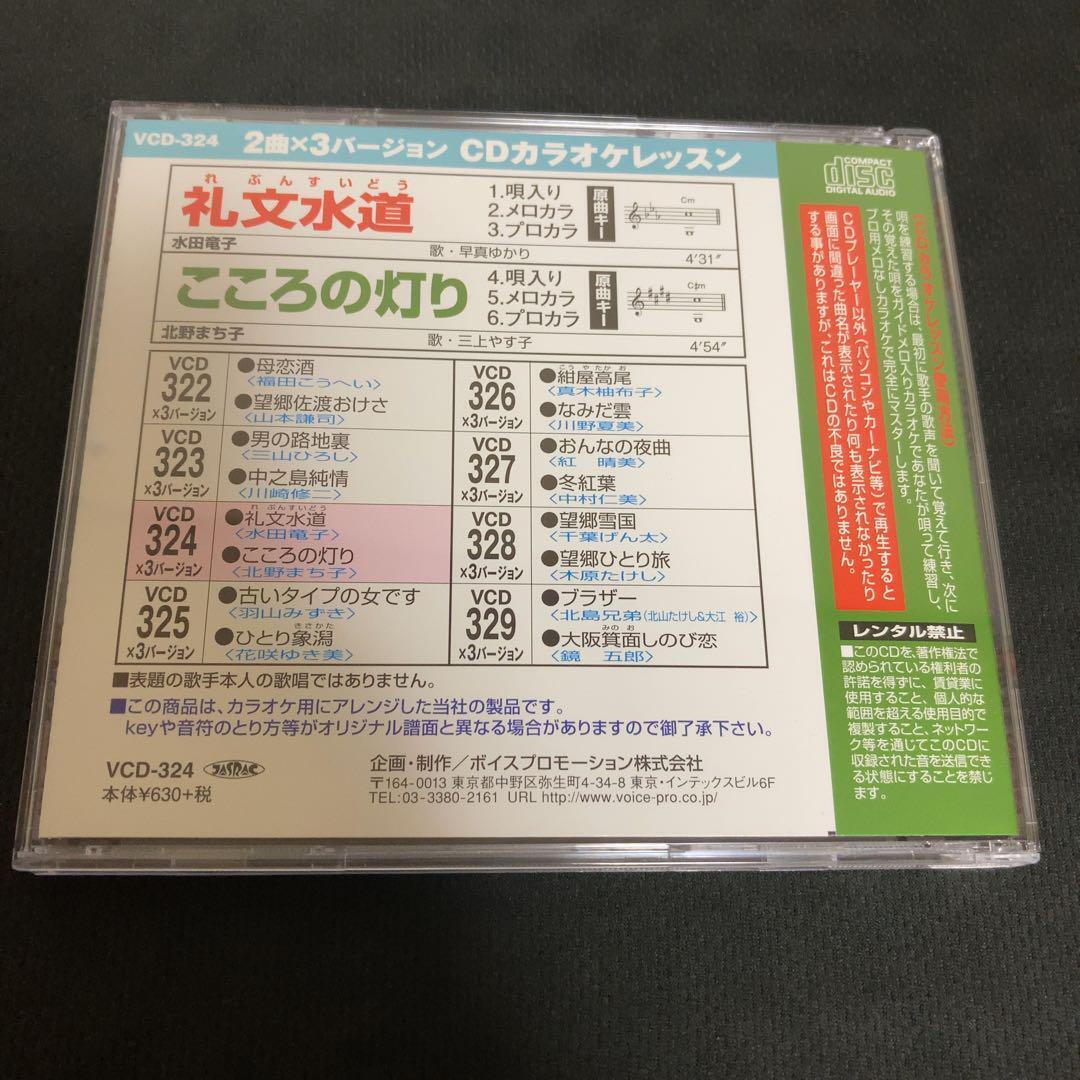 VCD-324 2曲×3バージョン CDカラオケレッスン
れぶんすいどう
礼文水道
1.唄入り
2.メロカラ
3.プロカラ
原曲キー
Cm
水田竜子
歌・早真ゆかり
4'31"
こころの灯り
4.唄入り
5.メロカラ
6.プロカラ
原曲キー
C#m
北野まち子
歌・三上やす子
4'54"
VCD
322
×3バージョン
●母恋酒
〈福田こうへい〉
●望郷佐渡おけさ
〈山本謙司〉
VCD
323
×3バージョン
●男の路地裏
〈三山ひろし〉
●中之島純情
〈川崎修二〉
VCD
324
×3バージョン
れぶんすいどう
●礼文水道
〈水田竜子〉
●こころの灯り
〈北野まち子〉
VCD
325
×3バージョン
●古いタイプの女です
〈羽山みずき〉
きさかた
●ひとり象潟
〈花咲ゆき美〉
VCD
326
×3バージョン
こうやたかお
●紺屋高尾
〈真木柚布子〉
●なみだ雲
〈川野夏美〉
VCD
327
×3バージョン
●おんなの夜曲
〈紅 晴美〉
●冬紅葉
〈中村仁美〉
VCD
328
×3バージョン
●望郷雪国
〈千葉げん太〉
●望郷ひとり旅
〈木原たけし〉
VCD
329
×3バージョン
●ブラザー
〈北島兄弟(北山たけし&大江 裕)〉
みのお
●大阪箕面しのび恋
〈鏡 五郎〉
■表題の歌手本人の歌唱ではありません。
■この商品は、カラオケ用にアレンジした当社の製品です。
keyや音符のとり方等がオリジナル譜面と異なる場合がありますので御了承下さい。
VCD-324 JASRAC
本体¥630+税
企画・制作/ボイスプロモーション株式会社
〒164-0013 東京都中野区弥生町4-34-8 東京・インテックスビル6F
TEL:03-3380-2161 URL http://www.voice-pro.co.jp/
COMPACT
disc
DIGITAL AUDIO
唄を練習する場合は、最初に歌手の歌声を聞いて覚えて行き、次に
その覚えた唄をガイドメロ入りカラオケであなたが唄って練習し、
プロ用メロなしカラオケで完全にマスターします。
CDプレーヤー以外(パソコンやカーナビ等)で再生すると
画面に間違った曲名が表示されたり何も表示されなかったり
する事がありますが、これはCDの不良ではありません。
レンタル禁止
■このCDを、著作権法で
認められている権利者の
許諾を得ずに、賃貸業に
使用すること、個人的な
範囲を超える使用目的で
複製すること、ネットワー
ク等を通じてこのCDに
収録された音を送信でき
る状態にすることを禁じ
ます。